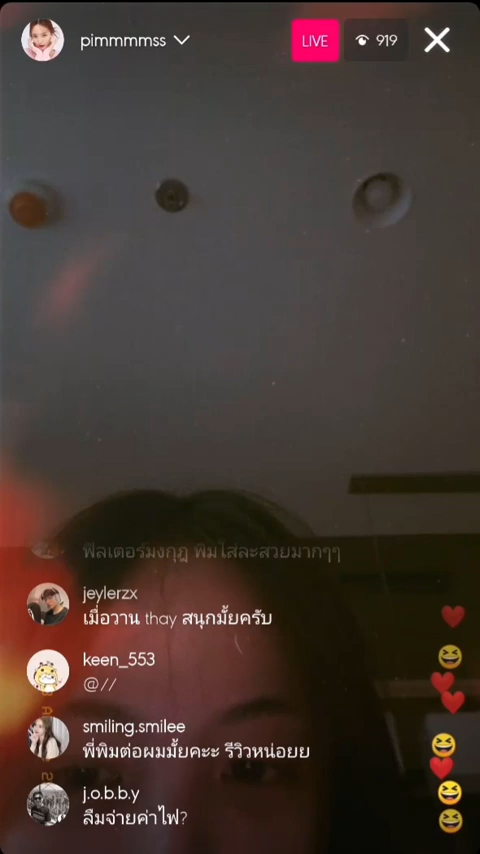 pimmmmss
LIVE
919
ฟิลเตอร์มงกุฎ พิมใส่ละสวยมากๆๆ
jeylerzx
เมื่อวาน thay สนุกมั้ยครับ
keen_553
@//
smiling.smilee
พี่พิมต่อผมมั้ยคะะ รีวิวหน่อยย
j.o.b.b.y
ลืมจ่ายค่าไฟ?